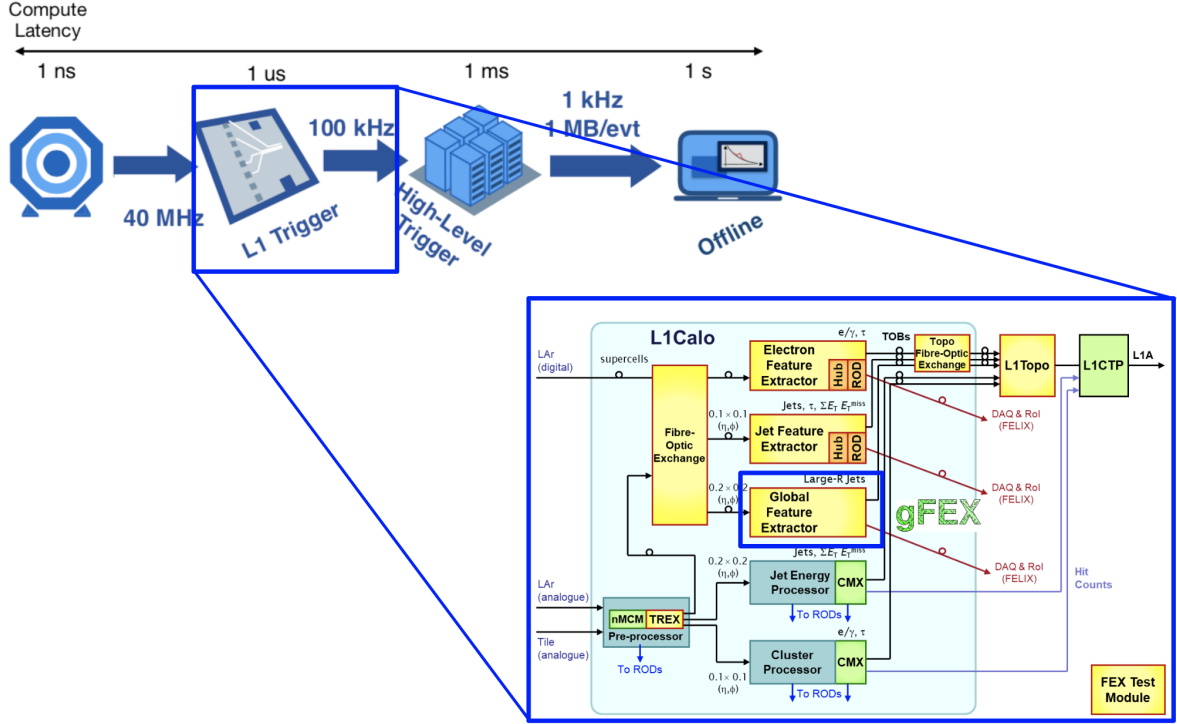 Compute
Latency
1 ns
1 us
1 ms
1 s
40 MHz
L1 Trigger
100 kHz
High-Level
Trigger
1 kHz
1 MB/evt
Offline
L1Calo
LAr
(digital)
supercells
Fibre-
Optic
Exchange
e/γ, τ
Electron
Feature
Extractor
Hub
ROD
TOBs
Topo
Fibre-Optic
Exchange
L1Topo
L1CTP
L1A
DAQ & RoI
(FELIX)
0.1 × 0.1
(η,ϕ)
Jets, τ, ΣE_T E_T^miss
Jet Feature
Extractor
Hub
ROD
DAQ & RoI
(FELIX)
0.2 × 0.2
(η,ϕ)
Large-R Jets
Global
Feature
Extractor
gFEX
DAQ & RoI
(FELIX)
Hit
Counts
Jets, ΣE_T E_T^miss
0.2 × 0.2
(η,ϕ)
Jet Energy
Processor
CMX
To RODs
LAr
(analogue)
Tile
(analogue)
nMCM
TREX
Pre-processor
To RODs
e/γ, τ
Cluster
Processor
CMX
0.1 × 0.1
(η,ϕ)
To RODs
FEX Test
Module